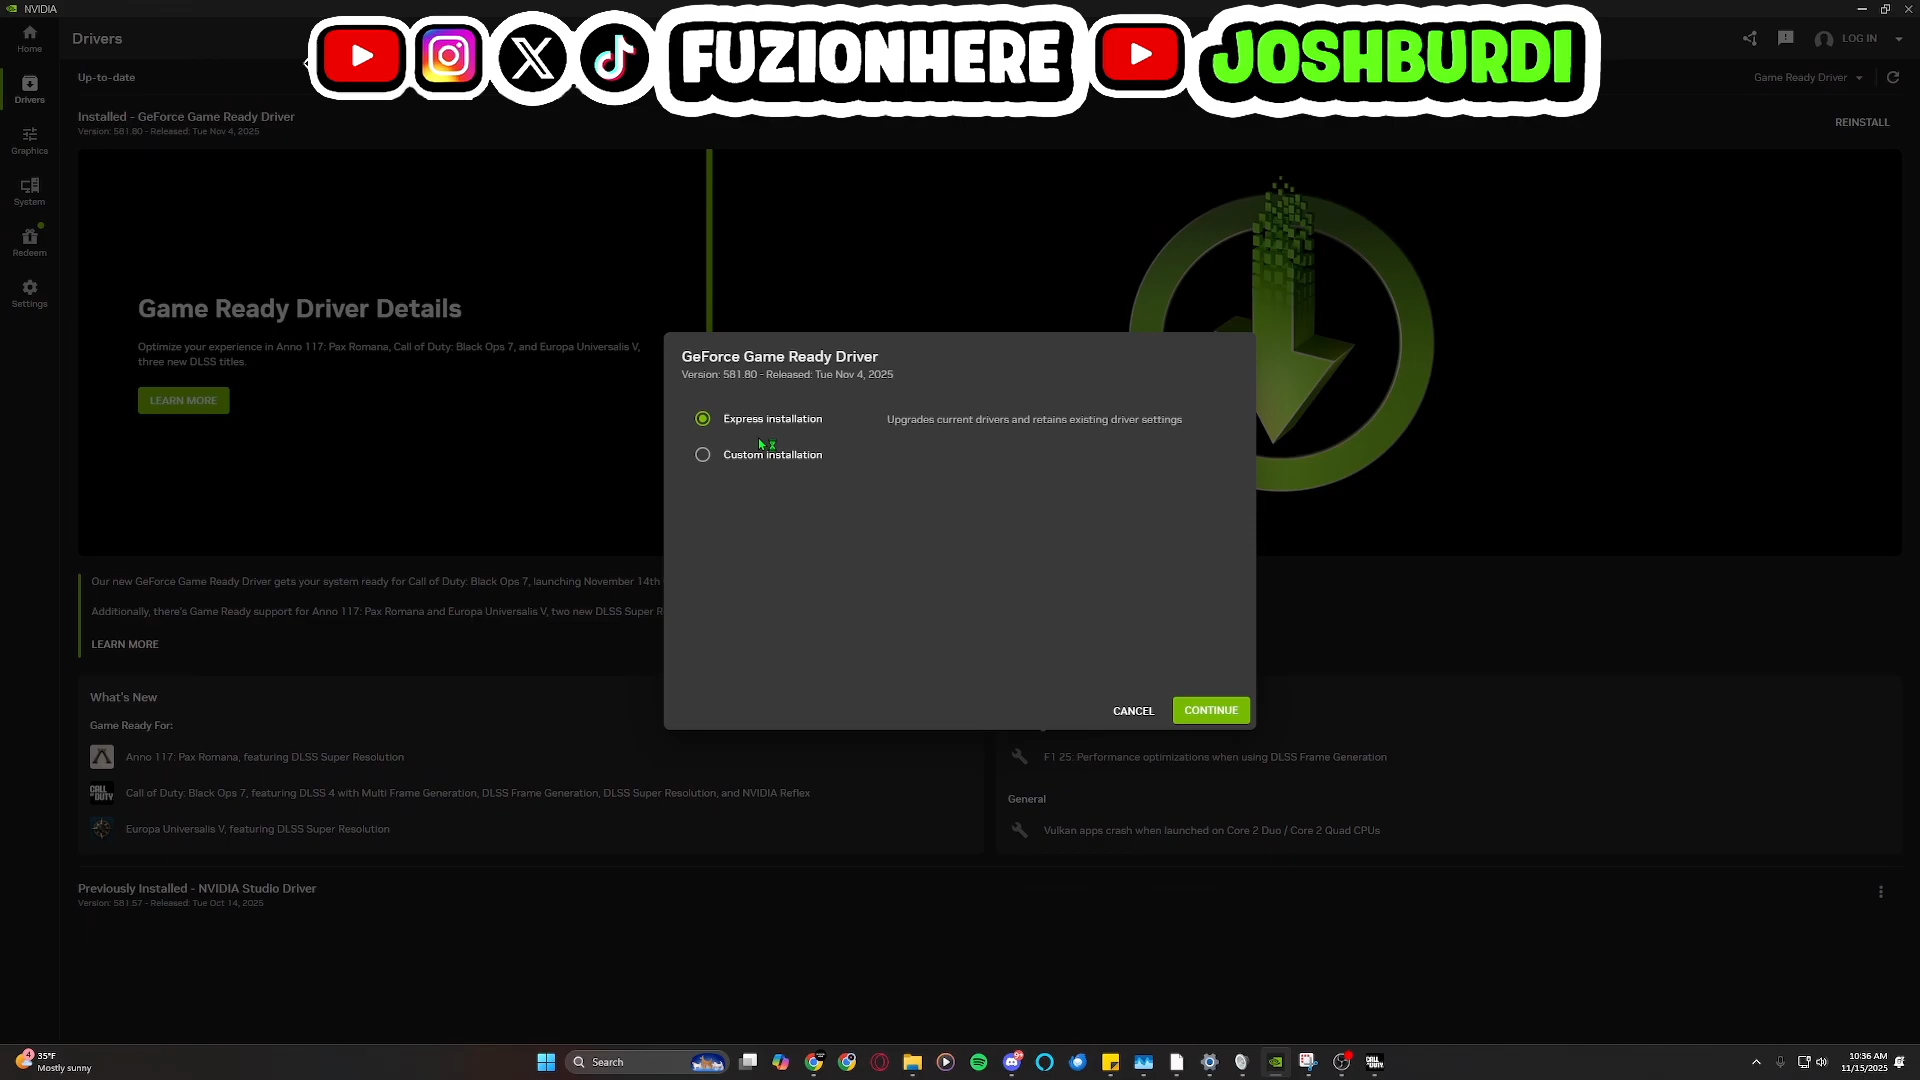 NVIDIA
FUZIONHERE
JOSHBURDI
Home
Drivers
LOG IN
Up-to-date
Game Ready Driver
Drivers
Installed - GeForce Game Ready Driver
Version: 581.80 - Released: Tue Nov 4, 2025
REINSTALL
Graphics
System
Redeem
Settings
Game Ready Driver Details
Optimize your experience in Anno 117: Pax Romana, Call of Duty: Black Ops 7, and Europa Universalis V,
three new DLSS titles.
LEARN MORE
GeForce Game Ready Driver
Version: 581.80 - Released: Tue Nov 4, 2025
Express installation
Upgrades current drivers and retains existing driver settings
Custom installation
CANCEL
CONTINUE
Our new GeForce Game Ready Driver gets your system ready for Call of Duty: Black Ops 7, launching November 14th
Additionally, there's Game Ready support for Anno 117: Pax Romana and Europa Universalis V, two new DLSS Super R
LEARN MORE
What's New
Game Ready For:
Anno 117: Pax Romana, featuring DLSS Super Resolution
F1 25: Performance optimizations when using DLSS Frame Generation
CALL OF DUTY
Call of Duty: Black Ops 7, featuring DLSS 4 with Multi Frame Generation, DLSS Frame Generation, DLSS Super Resolution, and NVIDIA Reflex
General
Europa Universalis V, featuring DLSS Super Resolution
Vulkan apps crash when launched on Core 2 Duo / Core 2 Quad CPUs
Previously Installed - NVIDIA Studio Driver
Version: 581.57 - Released: Tue Oct 14, 2025
4
35°F
Mostly sunny
Search
10:36 AM
11/15/2025